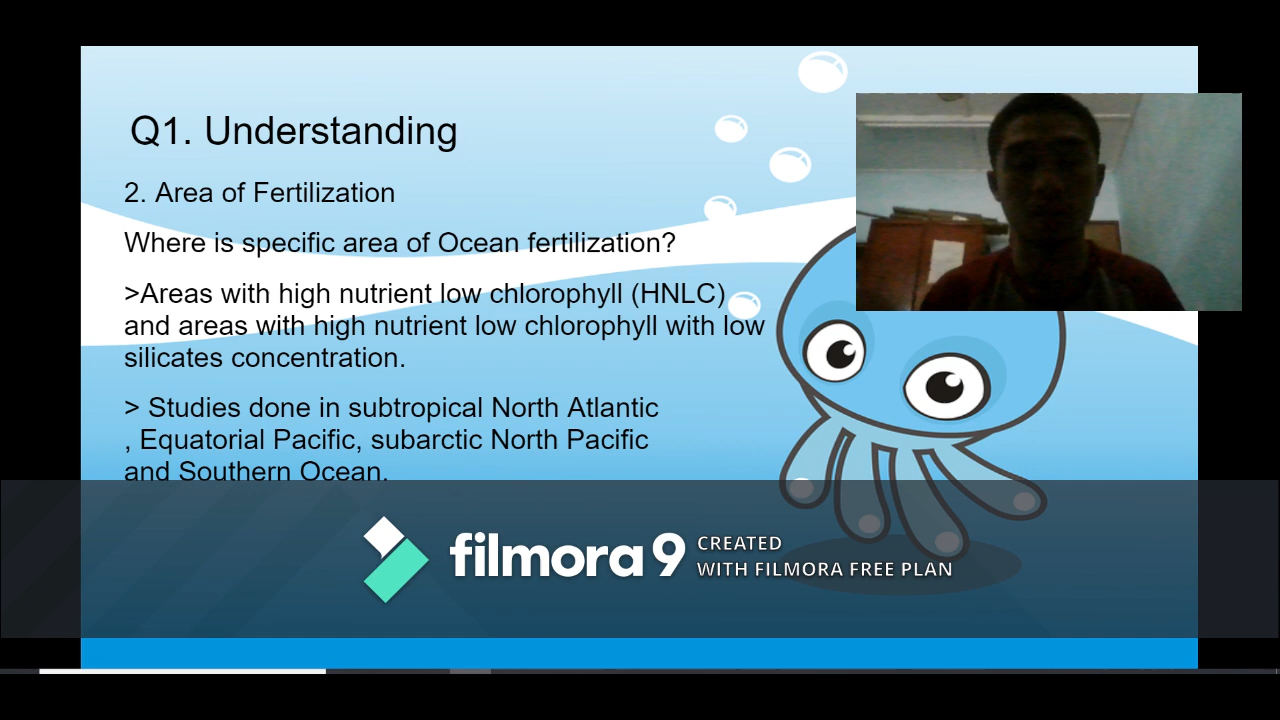 Q1. Understanding
2. Area of Fertilization
Where is specific area of Ocean fertilization?
>Areas with high nutrient low chlorophyll (HNLC)
and areas with high nutrient low chlorophyll with low
silicates concentration.
> Studies done in subtropical North Atlantic
, Equatorial Pacific, subarctic North Pacific
and Southern Ocean.
filmora9
CREATED
WITH FILMORA FREE PLAN